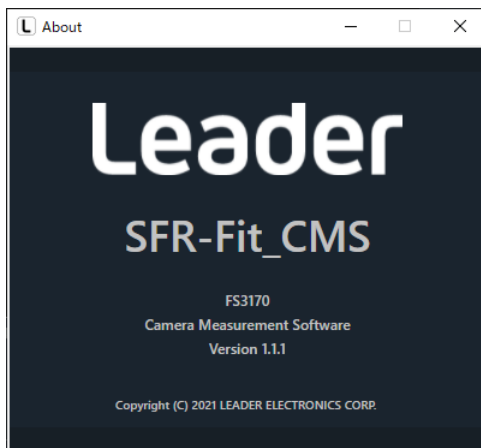 L About
Leader
SFR-Fit_CMS
FS3170
Camera Measurement Software
Version 1.1.1
Copyright (C) 2021 LEADER ELECTRONICS CORP.